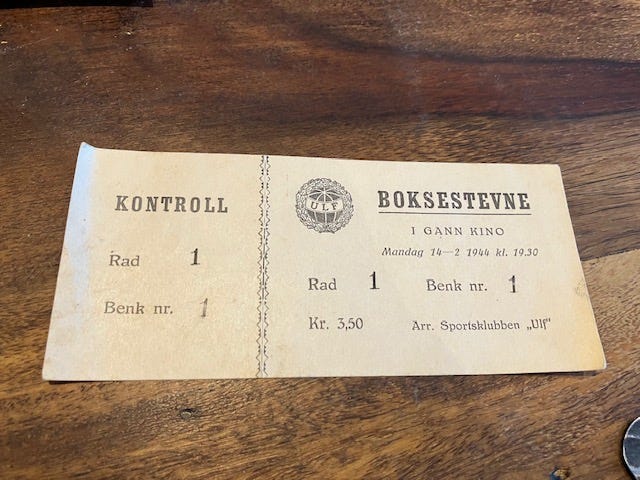 KONTROLL
Rad 1
Benk nr. 1
ULF
BOKSESTEVNE
I GANN KINO
Mandag 14—2 1944 kl. 19.30
Rad 1 Benk nr. 1
Kr. 3,50 Arr. Sportsklubben „Ulf"